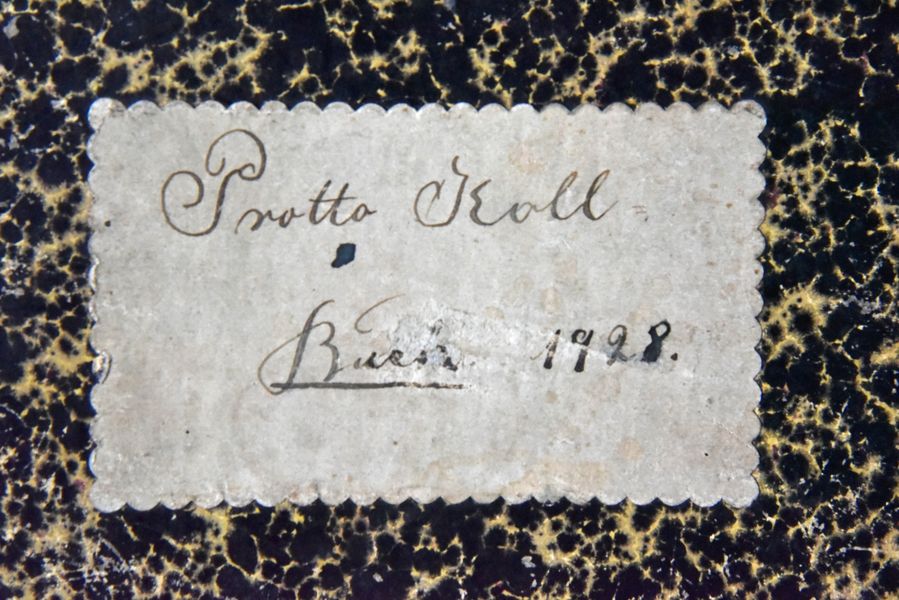 Protto Koll=
Buch 1928.